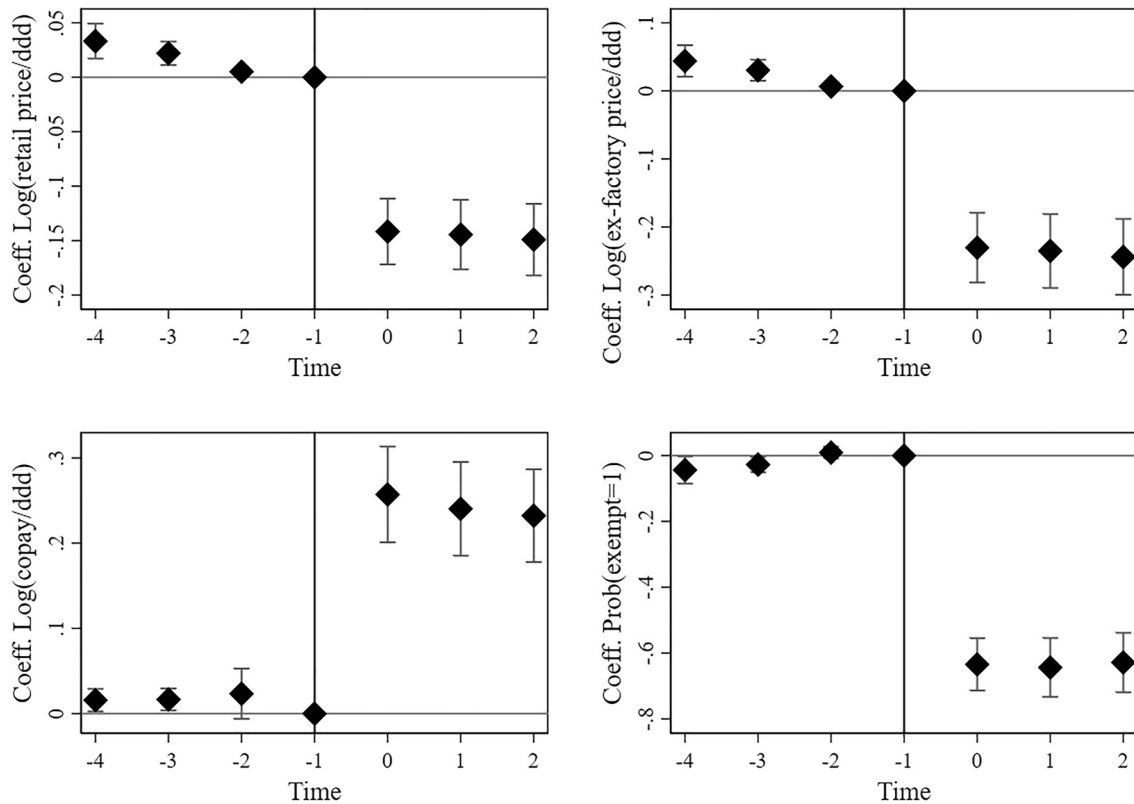 Coeff. Log(retail price/ddd)
.05
0
-.05
-.1
-.15
-.2
-4 -3 -2 -1 0 1 2
Time
Coeff. Log(ex-factory price/ddd)
.1
0
-.1
-.2
-.3
-4 -3 -2 -1 0 1 2
Time
Coeff. Log(copay/ddd)
.3
.2
.1
0
-4 -3 -2 -1 0 1 2
Time
Coeff. Prob(exempt=1)
0
-.2
-.4
-.6
-.8
-4 -3 -2 -1 0 1 2
Time